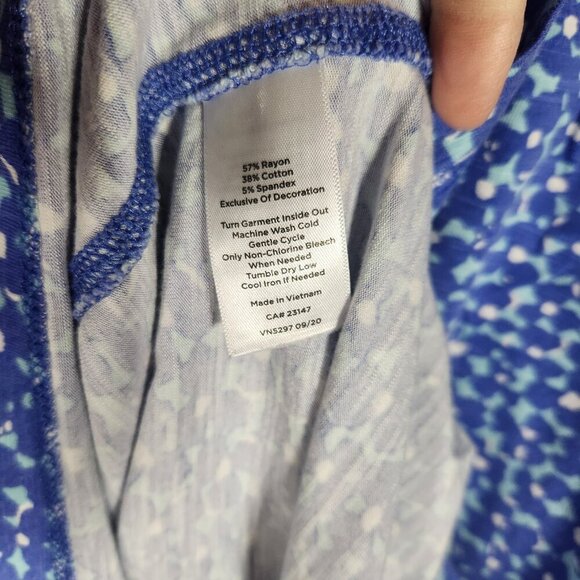 57% Rayon
38% Cotton
5% Spandex
Exclusive Of Decoration
Turn Garment Inside Out
Machine Wash Cold
Gentle Cycle
Only Non-Chlorine Bleach
When Needed
Tumble Dry Low
Cool Iron If Needed
Made in Vietnam
CA# 23147
VN5297 09/20